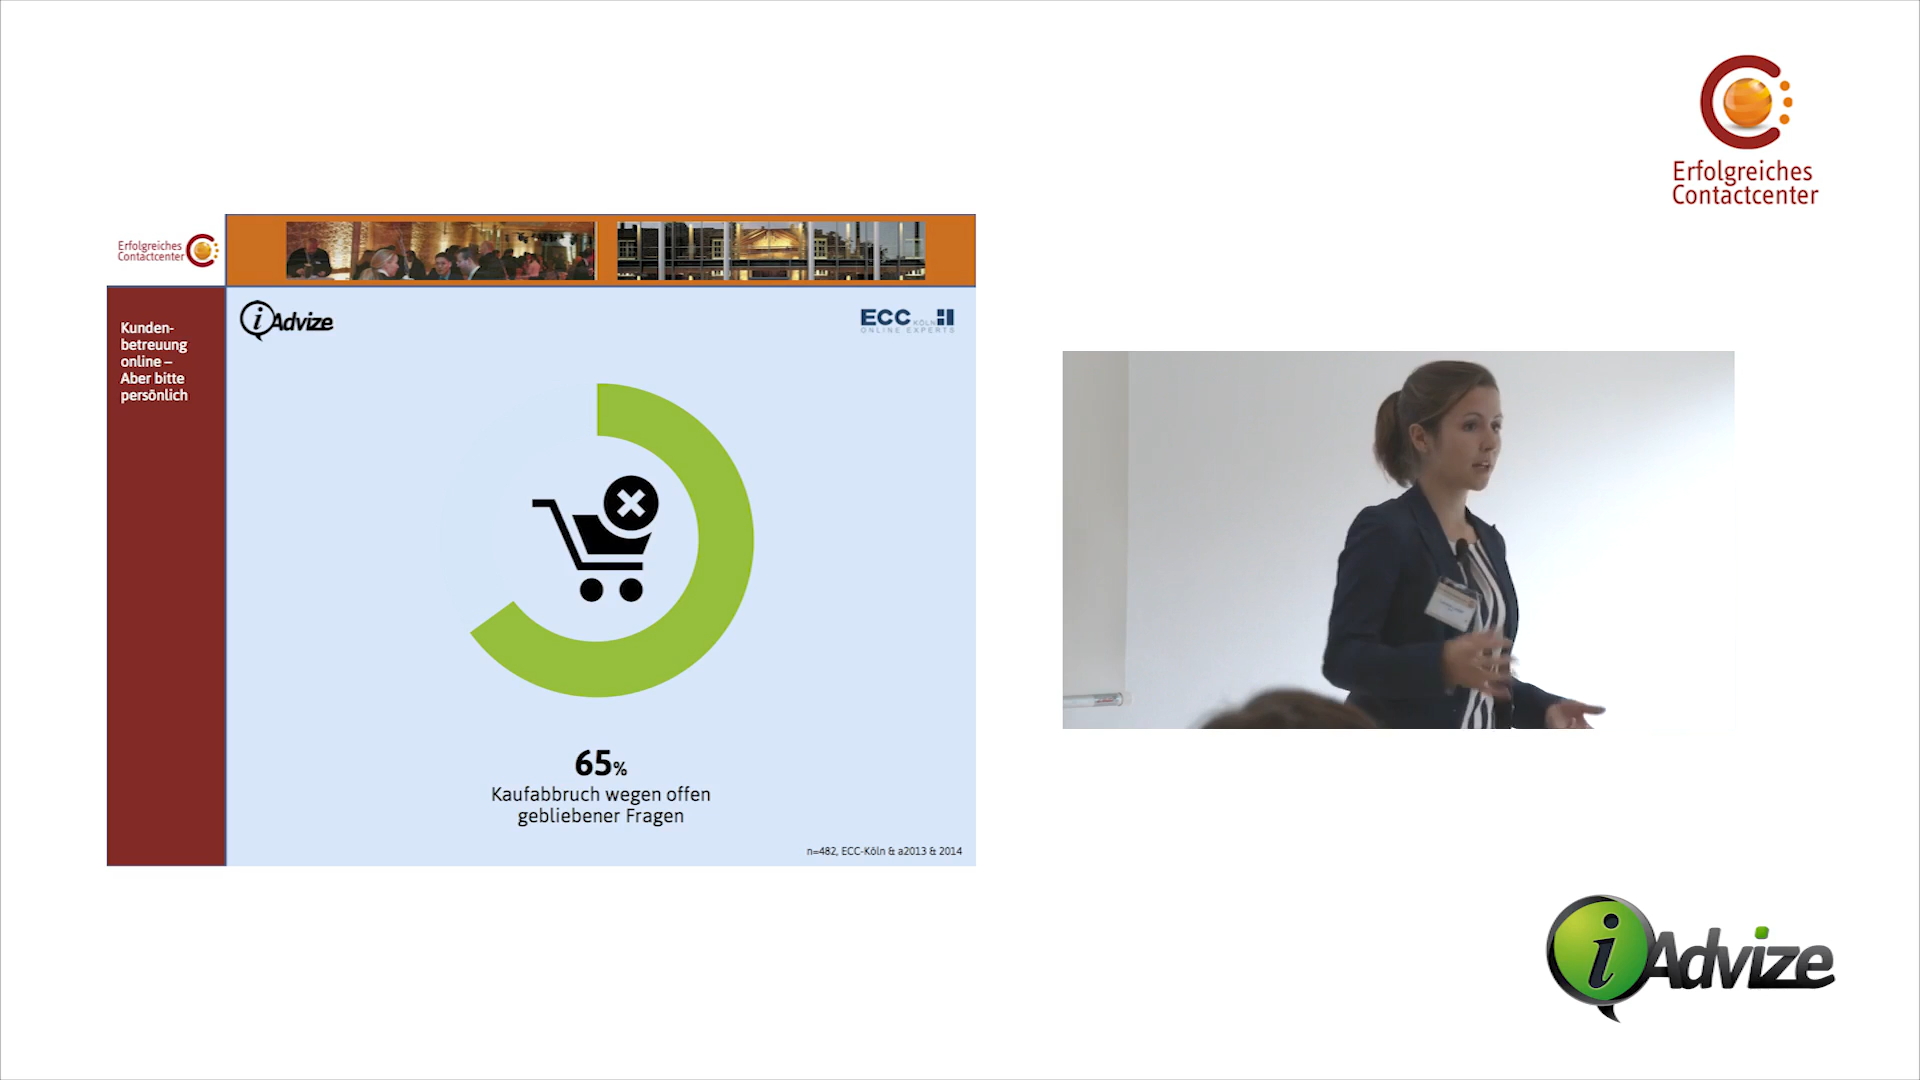 Erfolgreiches
Contactcenter
Erfolgreiches
Contactcenter
Kunden-
betreuung
online –
Aber bitte
persönlich
iAdvize
ECC KÖLN
ONLINE EXPERTS
65%
Kaufabbruch wegen offen
gebliebener Fragen
n=482, ECC-Köln & a2013 & 2014
iAdvize